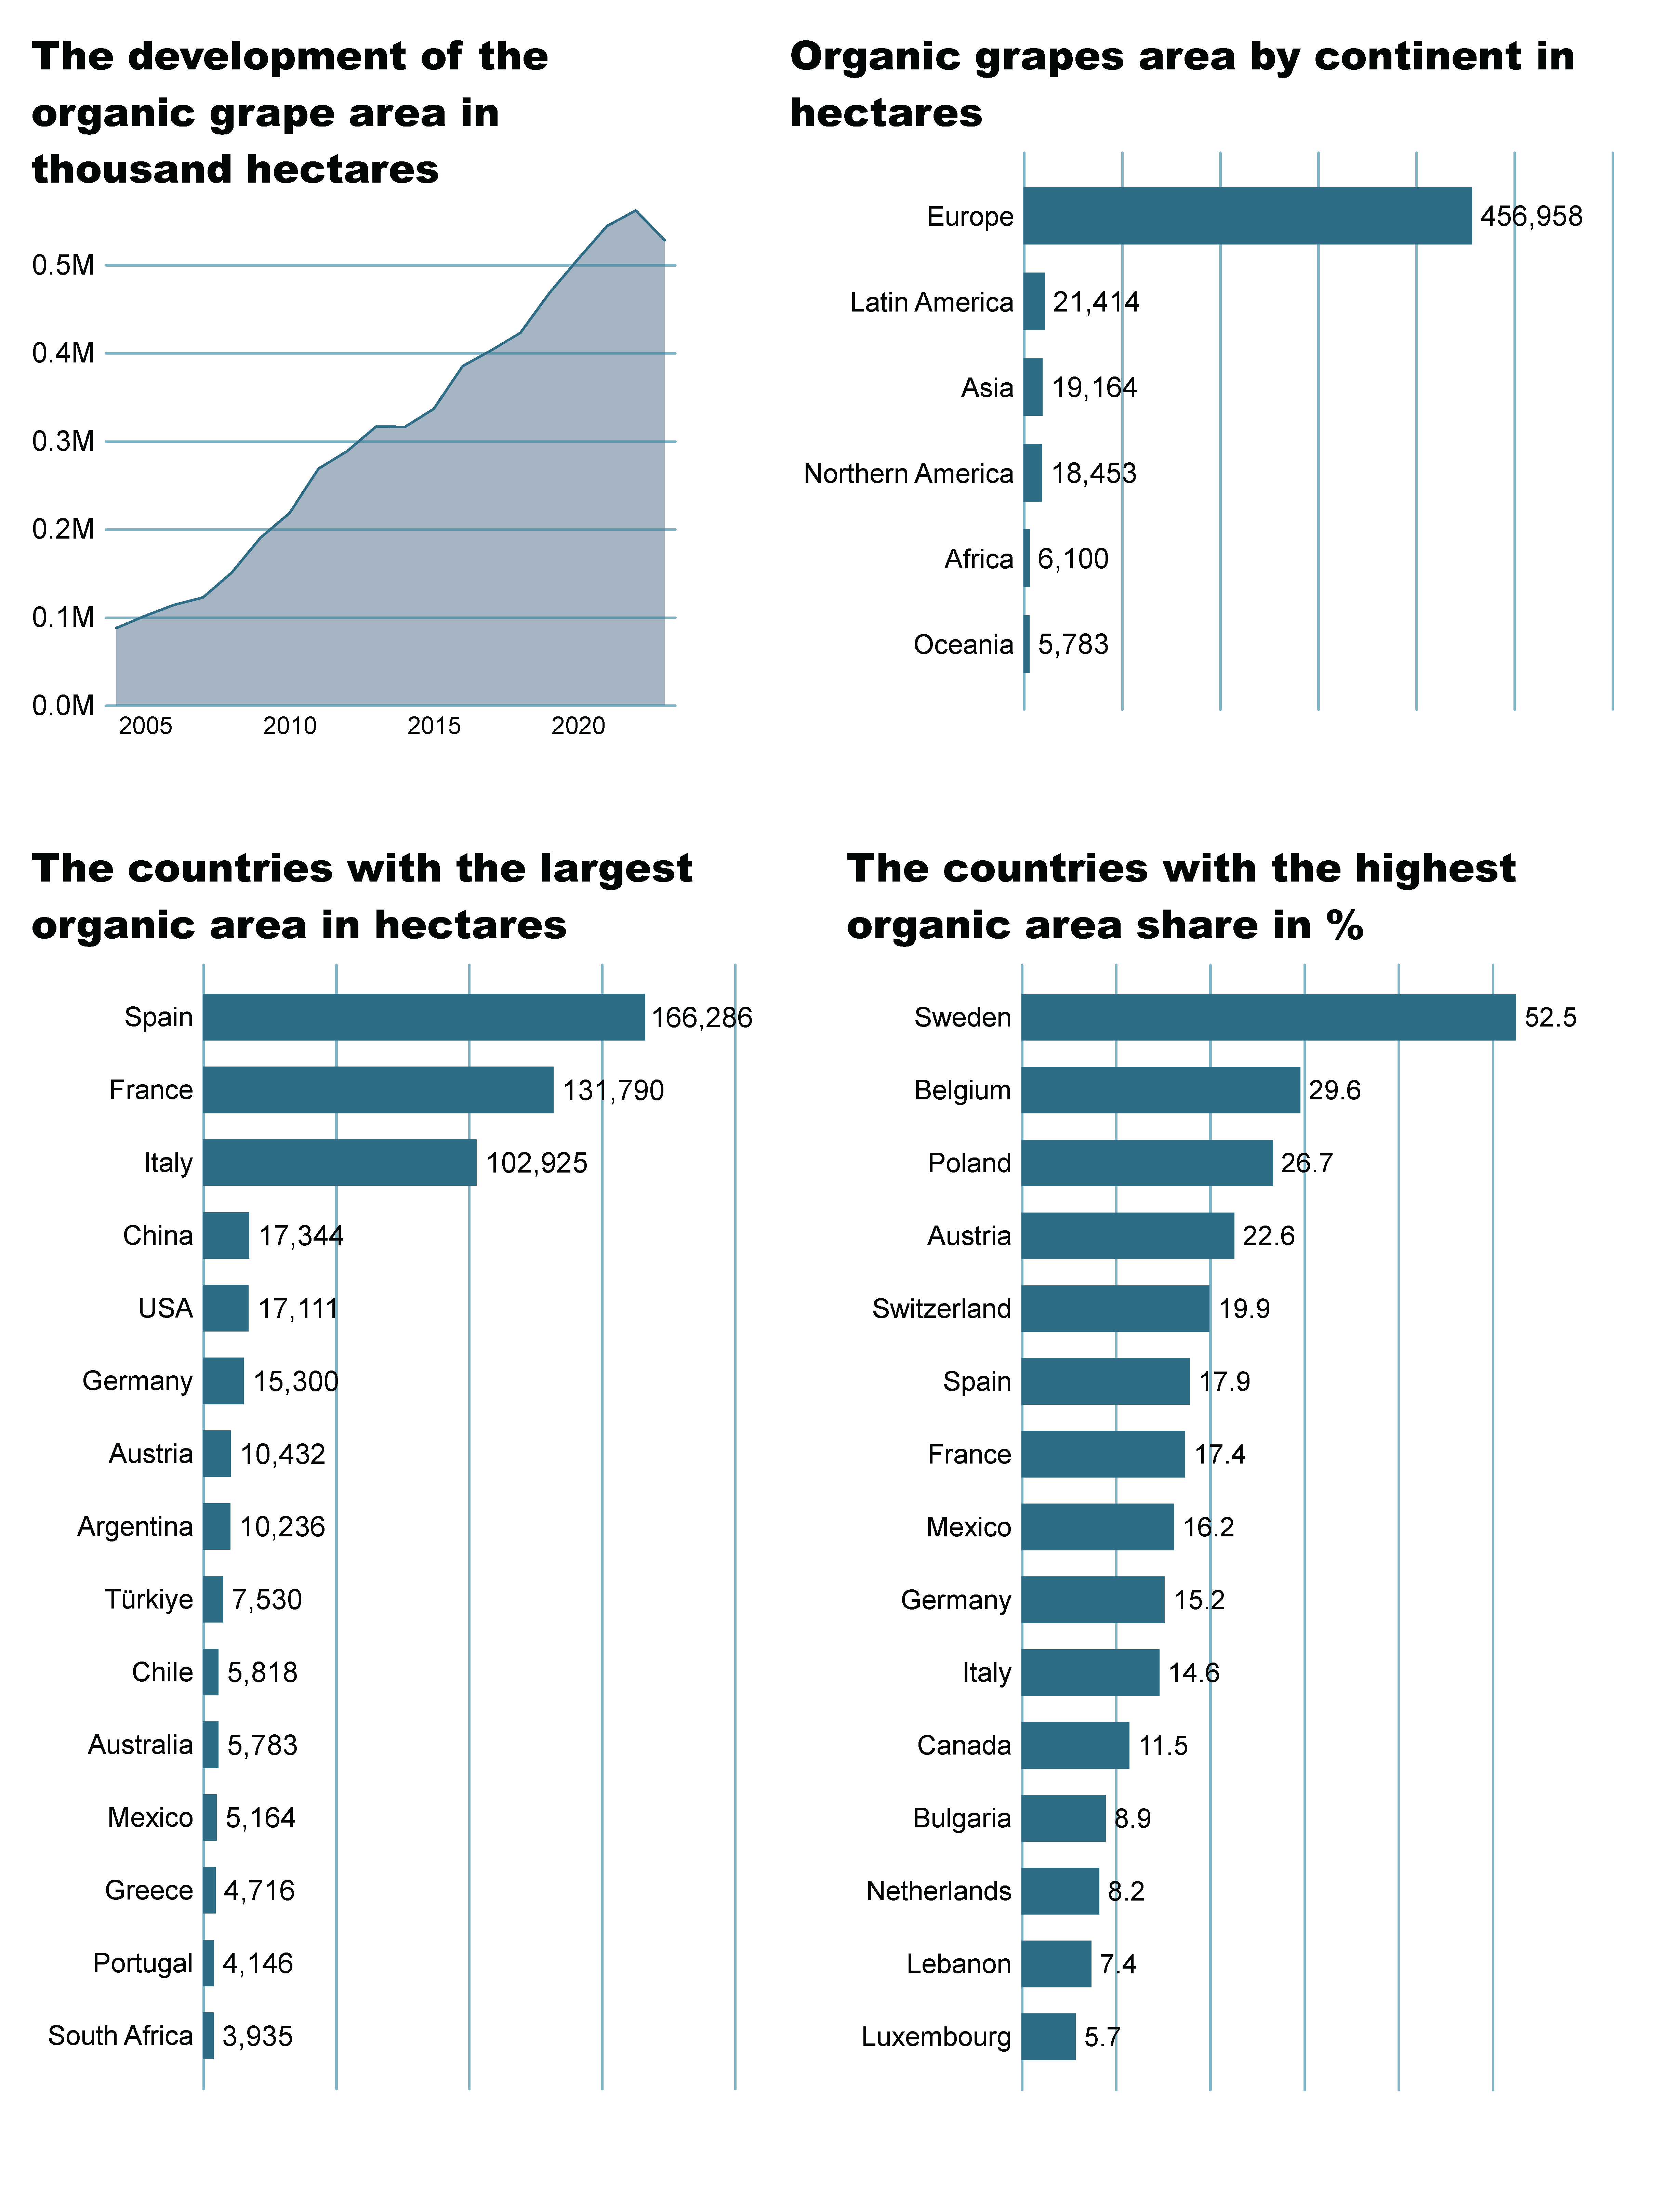 The development of the
organic grape area in
thousand hectares
0.5M
0.4M
0.3M
0.2M
0.1M
0.0M
2005 2010 2015 2020
Organic grapes area by continent in
hectares
Europe 456,958
Latin America 21,414
Asia 19,164
Northern America 18,453
Africa 6,100
Oceania 5,783
The countries with the largest
organic area in hectares
Spain 166,286
France 131,790
Italy 102,925
China 17,344
USA 17,111
Germany 15,300
Austria 10,432
Argentina 10,236
Türkiye 7,530
Chile 5,818
Australia 5,783
Mexico 5,164
Greece 4,716
Portugal 4,146
South Africa 3,935
The countries with the highest
organic area share in %
Sweden 52.5
Belgium 29.6
Poland 26.7
Austria 22.6
Switzerland 19.9
Spain 17.9
France 17.4
Mexico 16.2
Germany 15.2
Italy 14.6
Canada 11.5
Bulgaria 8.9
Netherlands 8.2
Lebanon 7.4
Luxembourg 5.7